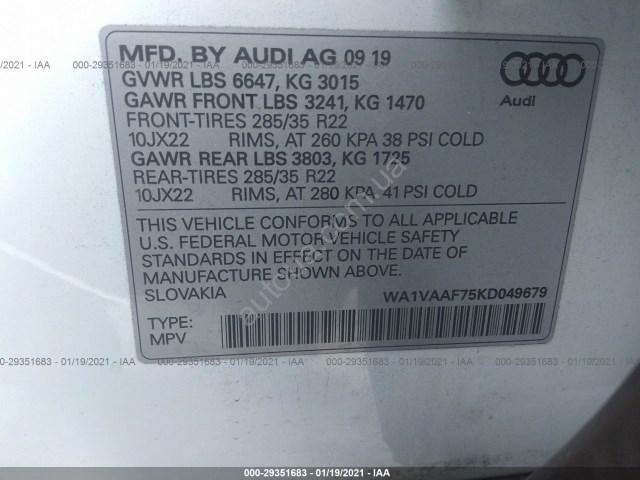 MFD. BY AUDI AG 09 19
GVWR LBS 6647, KG 3015
GAWR FRONT LBS 3241, KG 1470
FRONT-TIRES 285/35 R22
10JX22 RIMS, AT 260 KPA 38 PSI COLD
GAWR REAR LBS 3803, KG 1725
REAR-TIRES 285/35 R22
10JX22 RIMS, AT 280 KPA 41 PSI COLD
Audi
THIS VEHICLE CONFORMS TO ALL APPLICABLE
U.S. FEDERAL MOTOR VEHICLE SAFETY
STANDARDS IN EFFECT ON THE DATE OF
MANUFACTURE SHOWN ABOVE.
SLOVAKIA WA1VAAF75KD049679
TYPE:
MPV
000-29351683 - 01/19/2021 - IAA